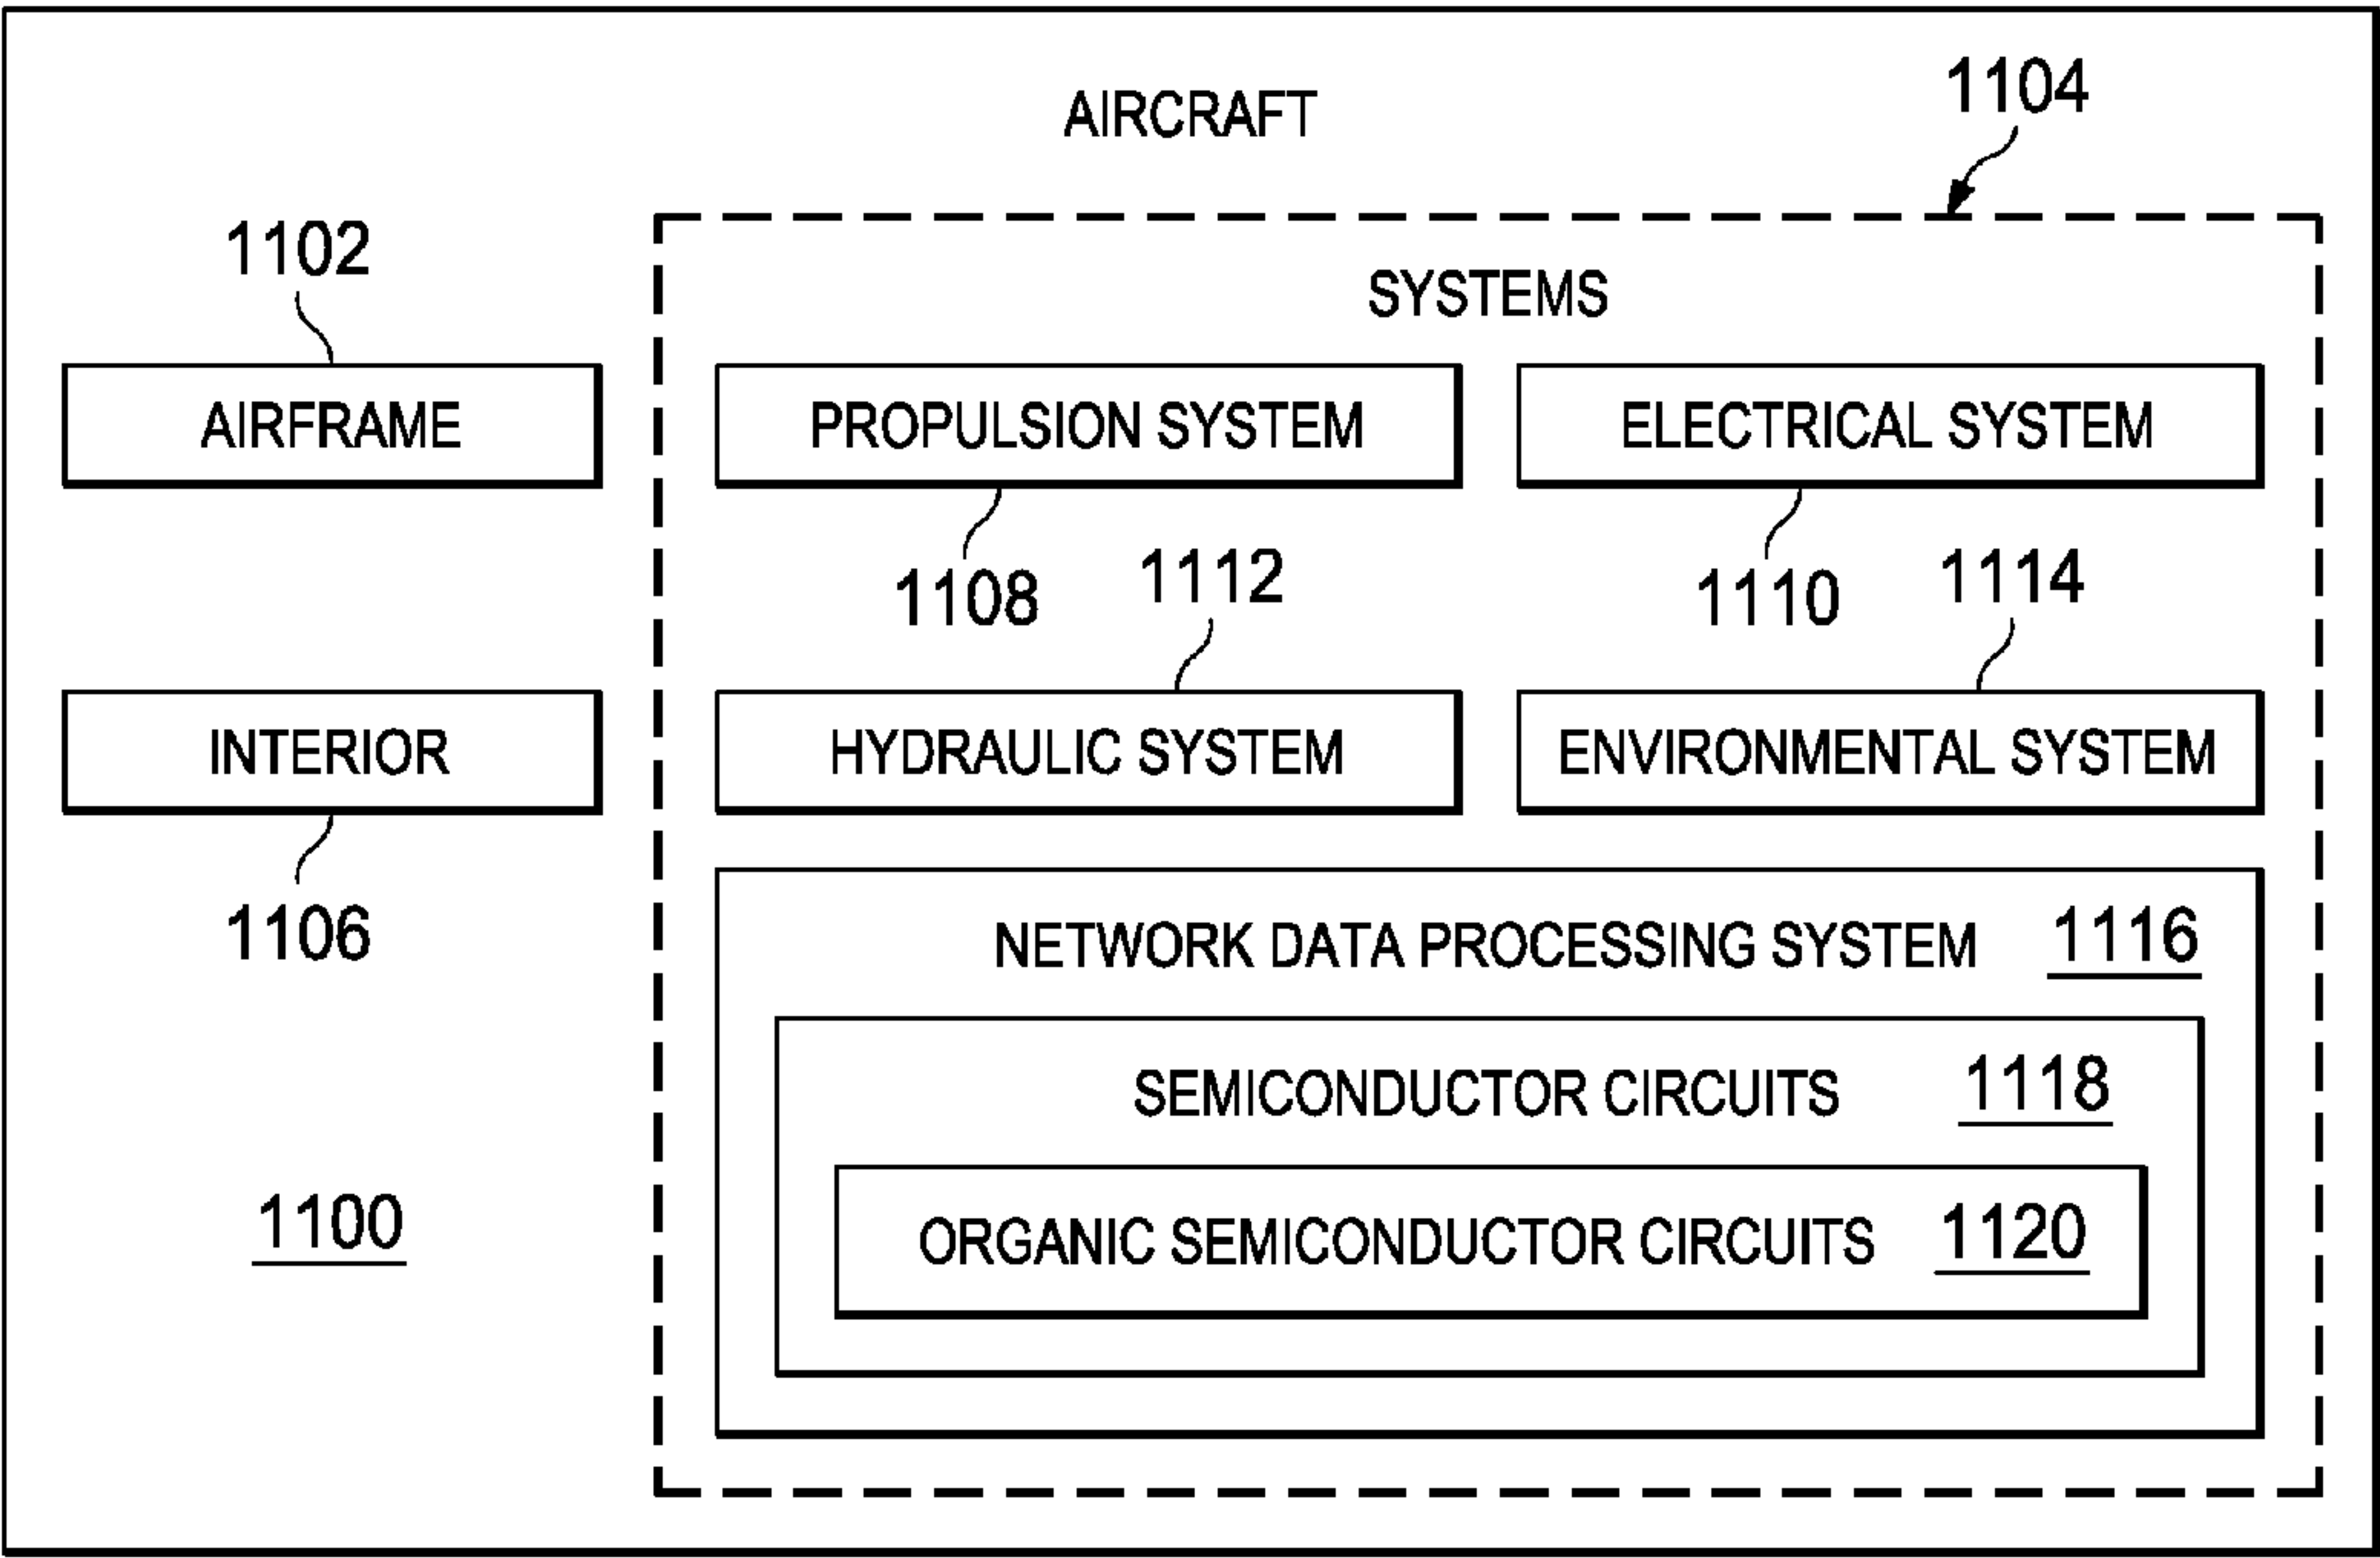 AIRCRAFT
1104
1102
SYSTEMS
AIRFRAME
PROPULSION SYSTEM
ELECTRICAL SYSTEM
1108
1112
1110
1114
INTERIOR
HYDRAULIC SYSTEM
ENVIRONMENTAL SYSTEM
1106
NETWORK DATA PROCESSING SYSTEM 1116
SEMICONDUCTOR CIRCUITS 1118
1100
ORGANIC SEMICONDUCTOR CIRCUITS 1120